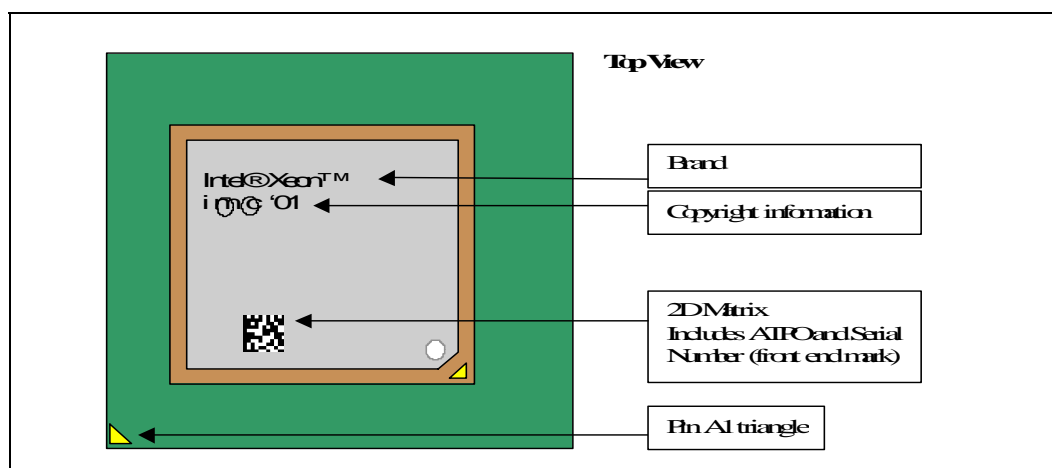 Top View
Intel®Xeon™
i m c '01
Brand
Copyright information
2D Matrix
Includes ATPO and Serial
Number (front end mark)
Pin A1 triangle